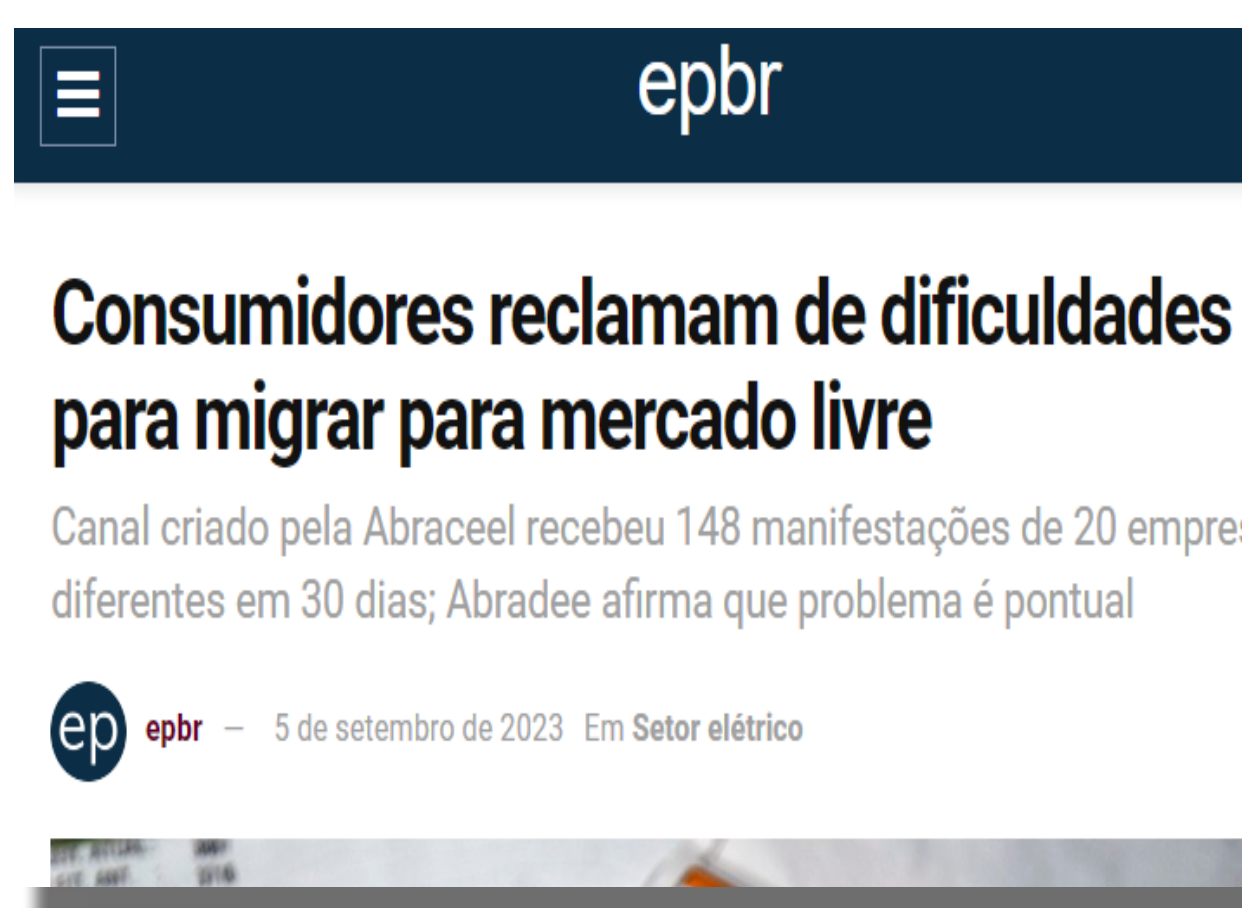 epbr
Consumidores reclamam de dificuldades
para migrar para mercado livre
Canal criado pela Abraceel recebeu 148 manifestações de 20
diferentes em 30 dias; Abradee afirma que problema é pontual
ep epbr — 5 de setembro de 2023 Em Setor elétrico